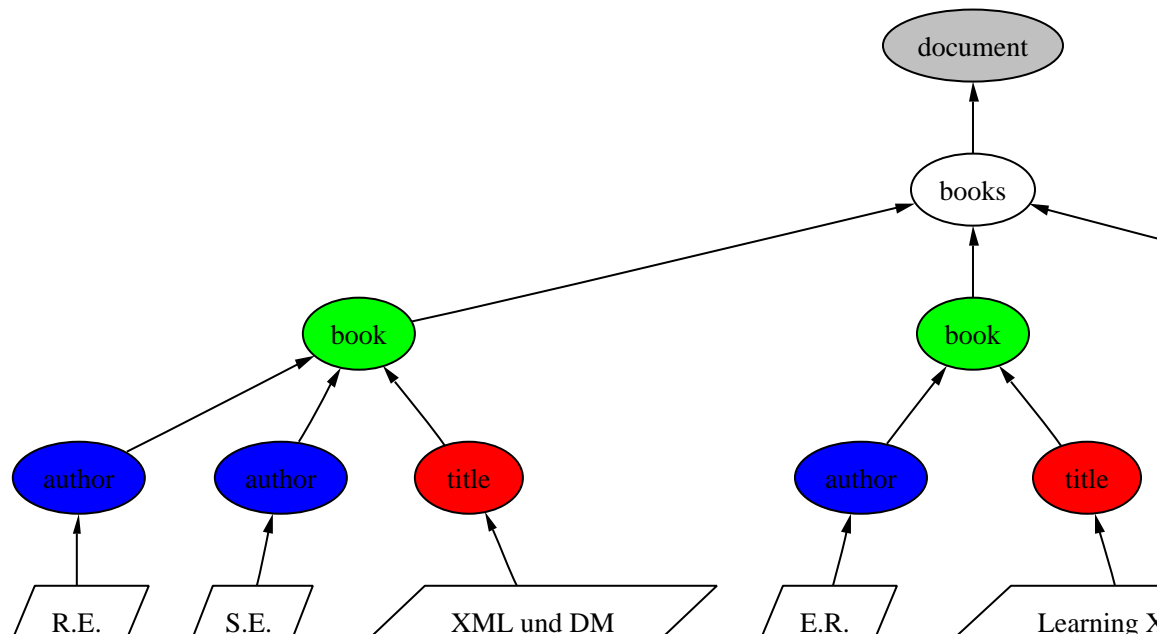 document
books
book
book
author
author
title
author
title
R.E.
S.E.
XML und DM
E.R.
Learning X